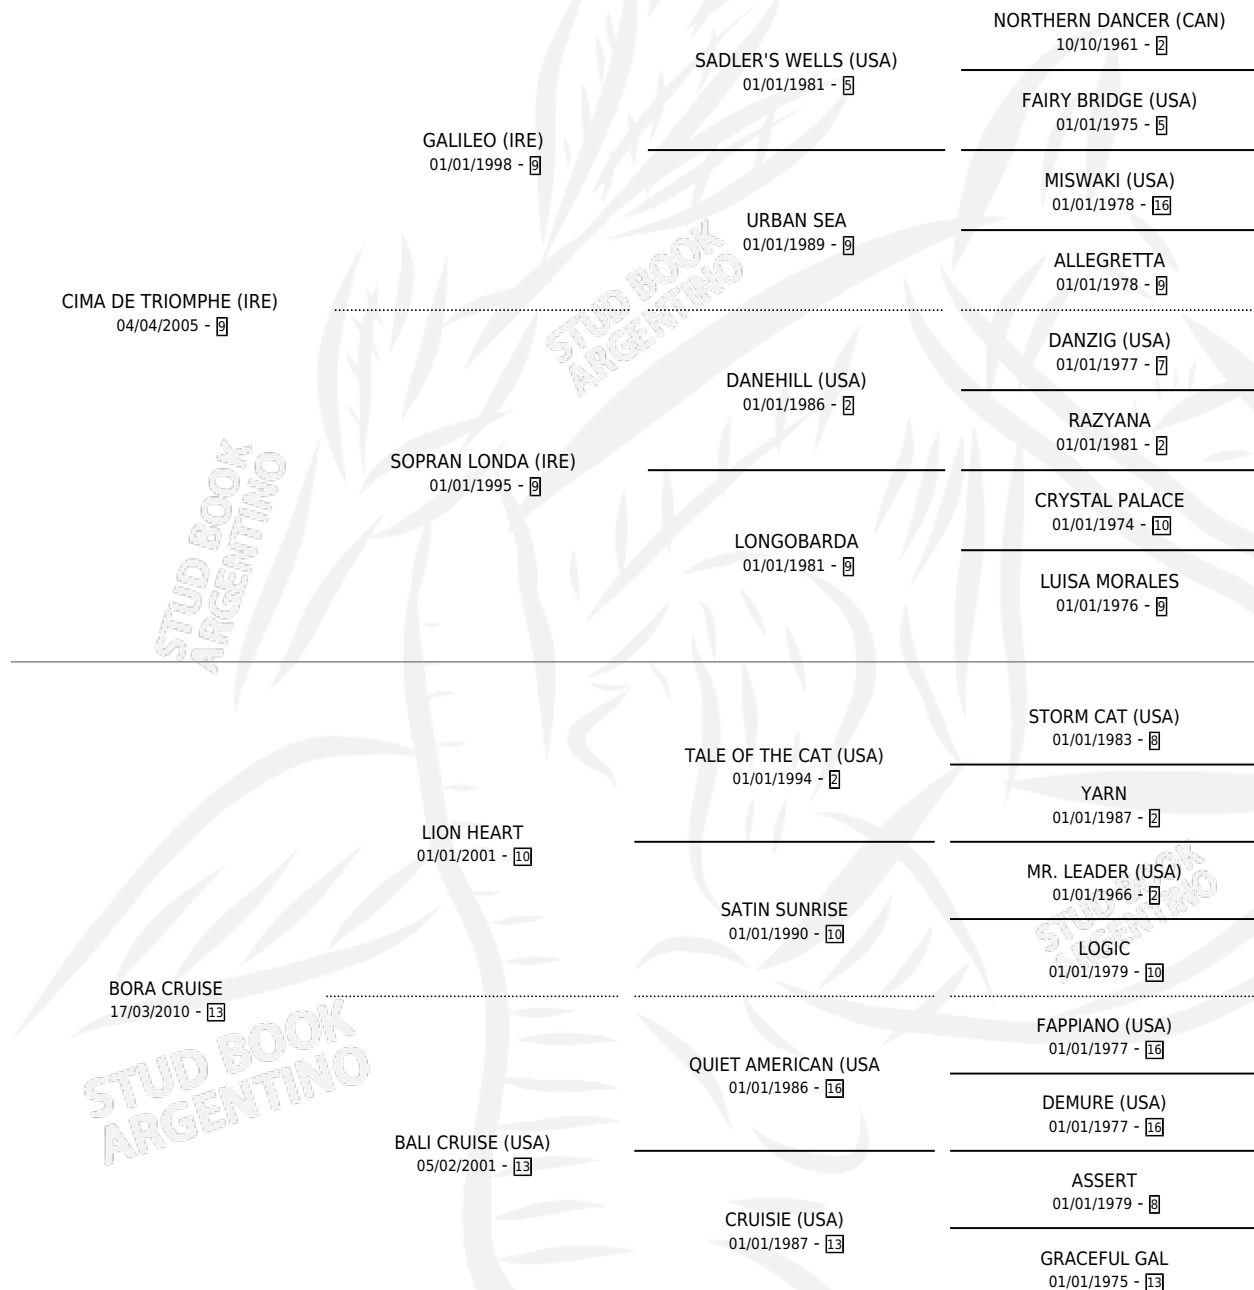 NORTHERN DANCER (CAN)
10/10/1961 - 2
SADLER'S WELLS (USA)
01/01/1981 - 5
FAIRY BRIDGE (USA)
01/01/1975 - 5
GALILEO (IRE)
01/01/1998 - 9
MISWAKI (USA)
01/01/1978 - 16
URBAN SEA
01/01/1989 - 9
ALLEGRETTA
01/01/1978 - 9
CIMA DE TRIOMPHE (IRE)
04/04/2005 - 9
STUD BOOK
ARGENTINO
DANZIG (USA)
01/01/1977 - 7
DANEHILL (USA)
01/01/1986 - 2
RAZYANA
01/01/1981 - 2
SOPRAN LONDA (IRE)
01/01/1995 - 9
CRYSTAL PALACE
01/01/1974 - 10
LONGOBARDA
01/01/1981 - 9
LUISA MORALES
01/01/1976 - 9
STUD BOOK
ARGENTINO
STORM CAT (USA)
01/01/1983 - 8
TALE OF THE CAT (USA)
01/01/1994 - 2
YARN
01/01/1987 - 2
LION HEART
01/01/2001 - 10
MR. LEADER (USA)
01/01/1966 - 2
SATIN SUNRISE
01/01/1990 - 10
LOGIC
01/01/1979 - 10
STUD BOOK
ARGENTINO
BORA CRUISE
17/03/2010 - 13
FAPPIANO (USA)
01/01/1977 - 16
QUIET AMERICAN (USA
01/01/1986 - 16
DEMURE (USA)
01/01/1977 - 16
STUD BOOK
ARGENTINO
BALI CRUISE (USA)
05/02/2001 - 13
ASSERT
01/01/1979 - 8
CRUISIE (USA)
01/01/1987 - 13
GRACEFUL GAL
01/01/1975 - 13